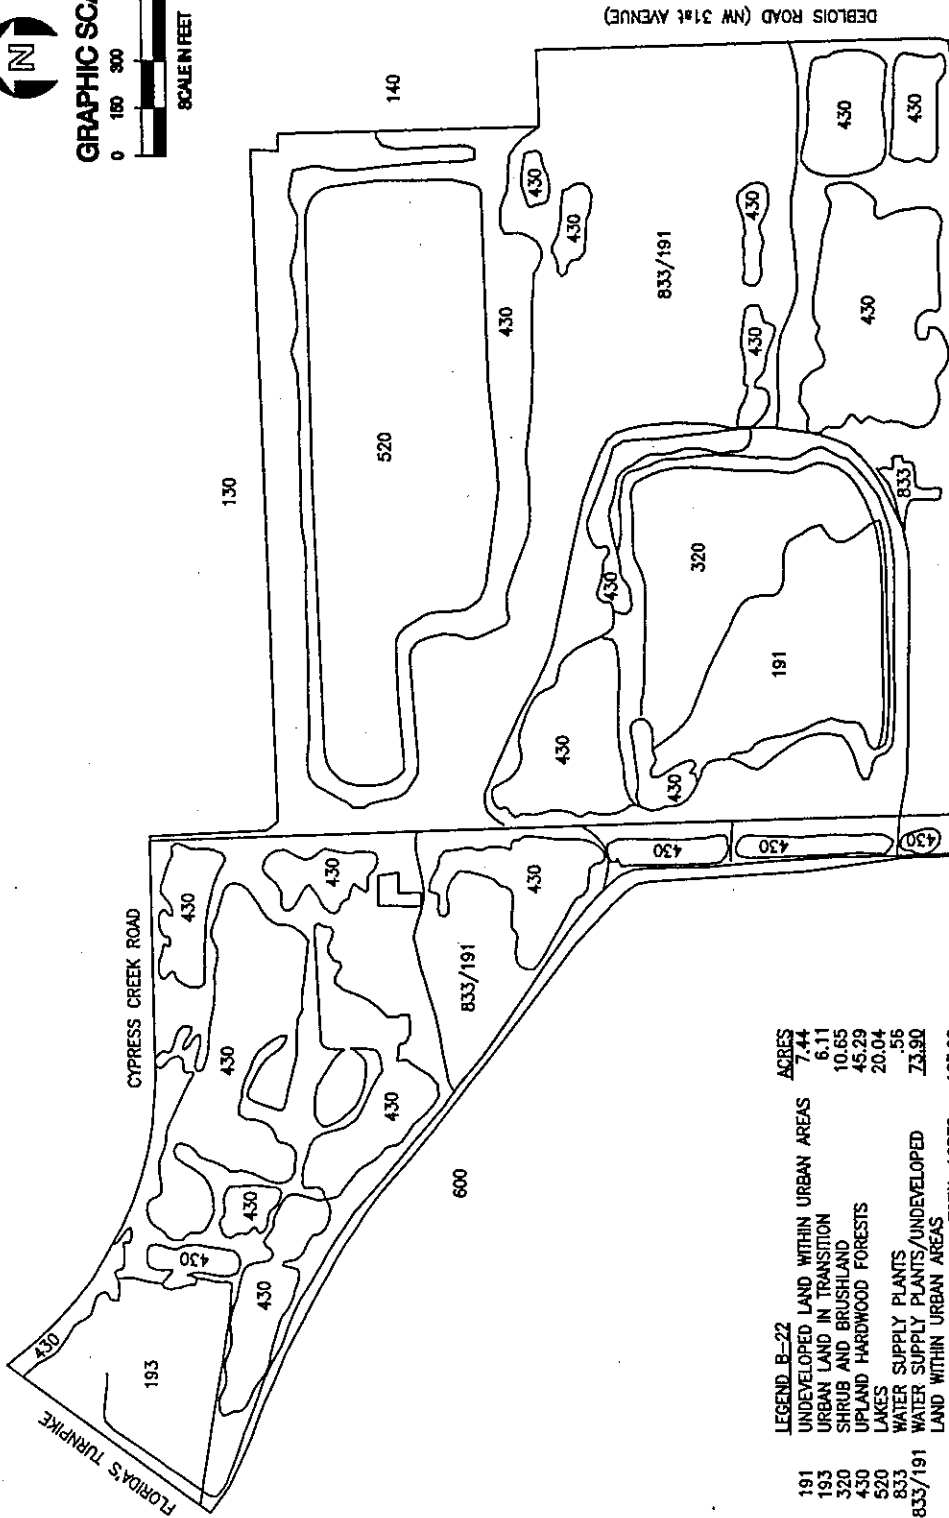 N
GRAPHIC SCA
0 150 300
SCALE IN FEET
DEBLOIS ROAD (NW 31st AVENUE)
140
130
430
430
430
430
430
430
833/191
430
430
520
833
320
430
191
430
430
CYPRESS CREEK ROAD
430
430
430
430
430
430
833/191
430
430
600
430
430
430
430
193
FLORIDA'S TURNPIKE
LEGEND B-22 ACRES
191 UNDEVELOPED LAND WITHIN URBAN AREAS 7.44
193 URBAN LAND IN TRANSITION 6.11
320 SHRUB AND BRUSHLAND 10.65
430 UPLAND HARDWOOD FORESTS 45.29
520 LAKES 20.04
833 WATER SUPPLY PLANTS .56
833/191 WATER SUPPLY PLANTS/UNDEVELOPED 73.90
LAND WITHIN URBAN AREAS